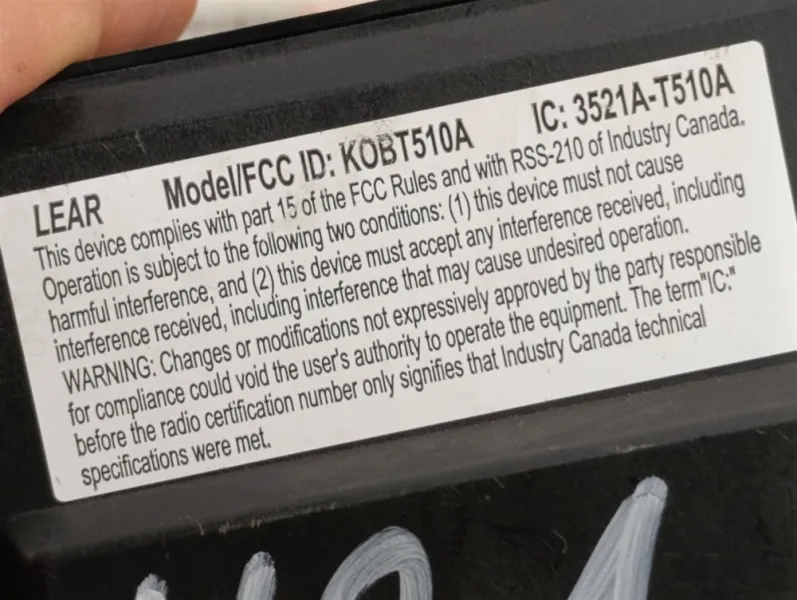 LEAR Model/FCC ID: KOBT510A IC: 3521A-T510A
This device complies with part 15 of the FCC Rules and with RSS-210 of Industry Canada.
Operation is subject to the following two conditions: (1) this device must not cause
harmful interference, and (2) this device must accept any interference received, including
interference received, including interference that may cause undesired operation.
WARNING: Changes or modifications not expressively approved by the party responsible
for compliance could void the user's authority to operate the equipment. The term"IC:"
before the radio certification number only signifies that Industry Canada technical
specifications were met.